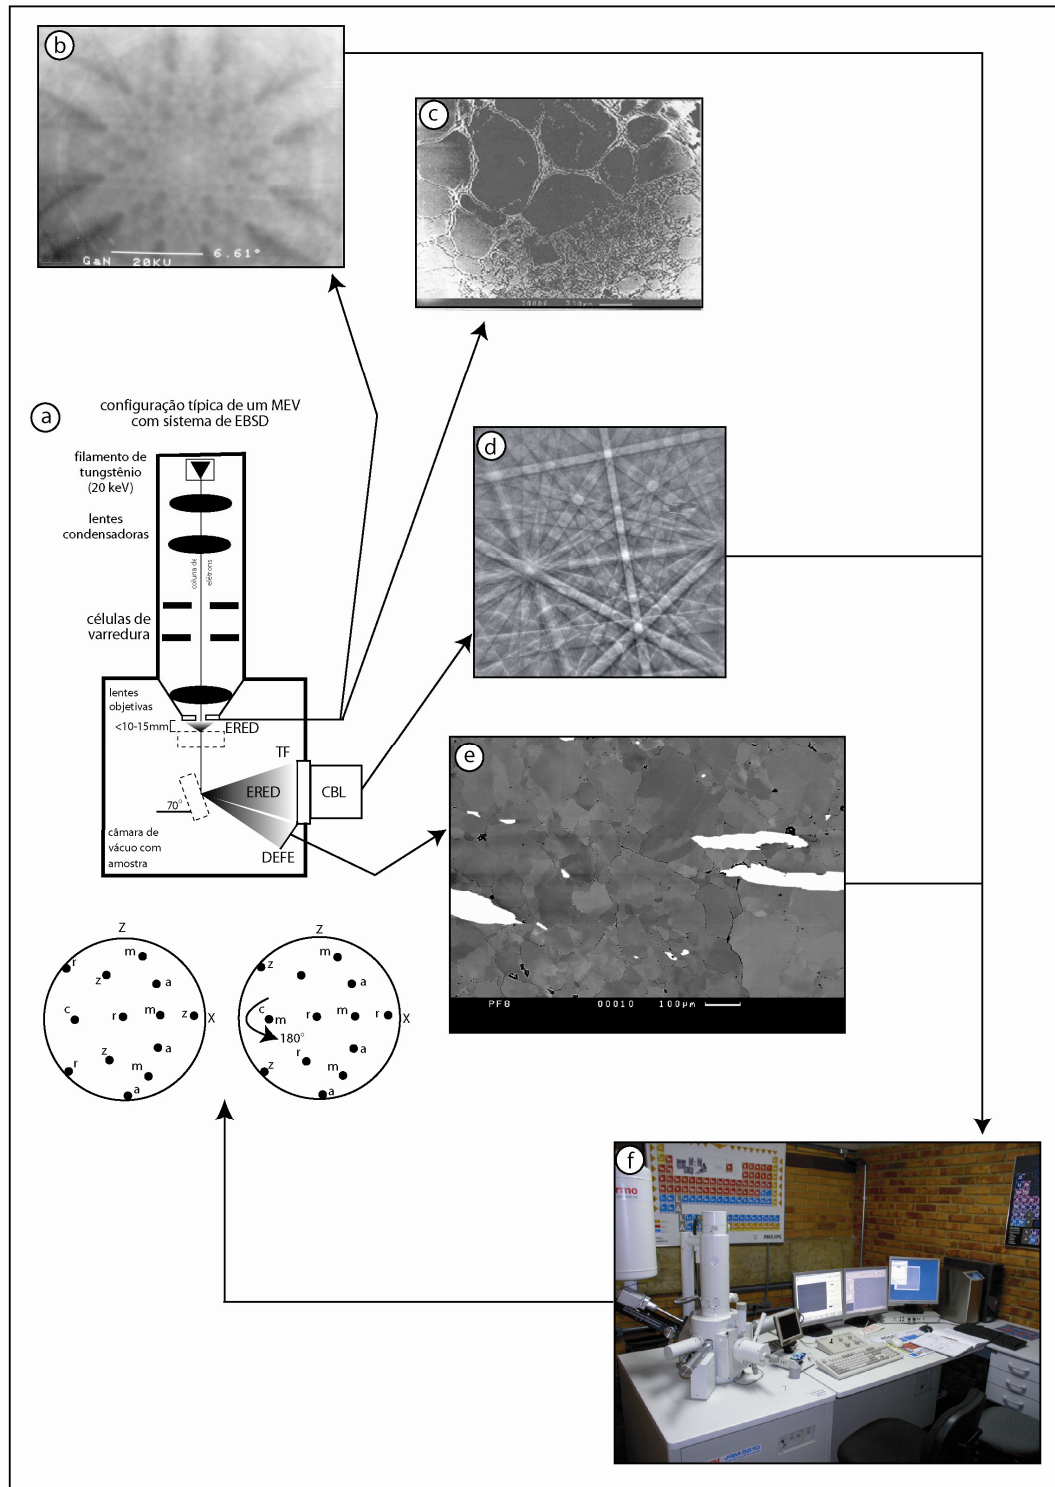 b
GaN 20KU 6.61°
c
a
configuração típica de um MEV
com sistema de EBSD
filamento de
tungstênio
(20 keV)
lentes
condensadoras
coluna de
elétrons
células de
varredura
lentes
objetivas
<10-15mm
ERED
TF
ERED
CBL
70°
câmara de
vácuo com
amostra
DEFE
d
e
PF8 00010 100µm
Z
r
m
z
a
c
r
m
z
X
r
z
a
m
a
Z
z
m
a
c
m
r
m
r
X
180°
z
r
a
m
a
f
rmo
PHILIPS